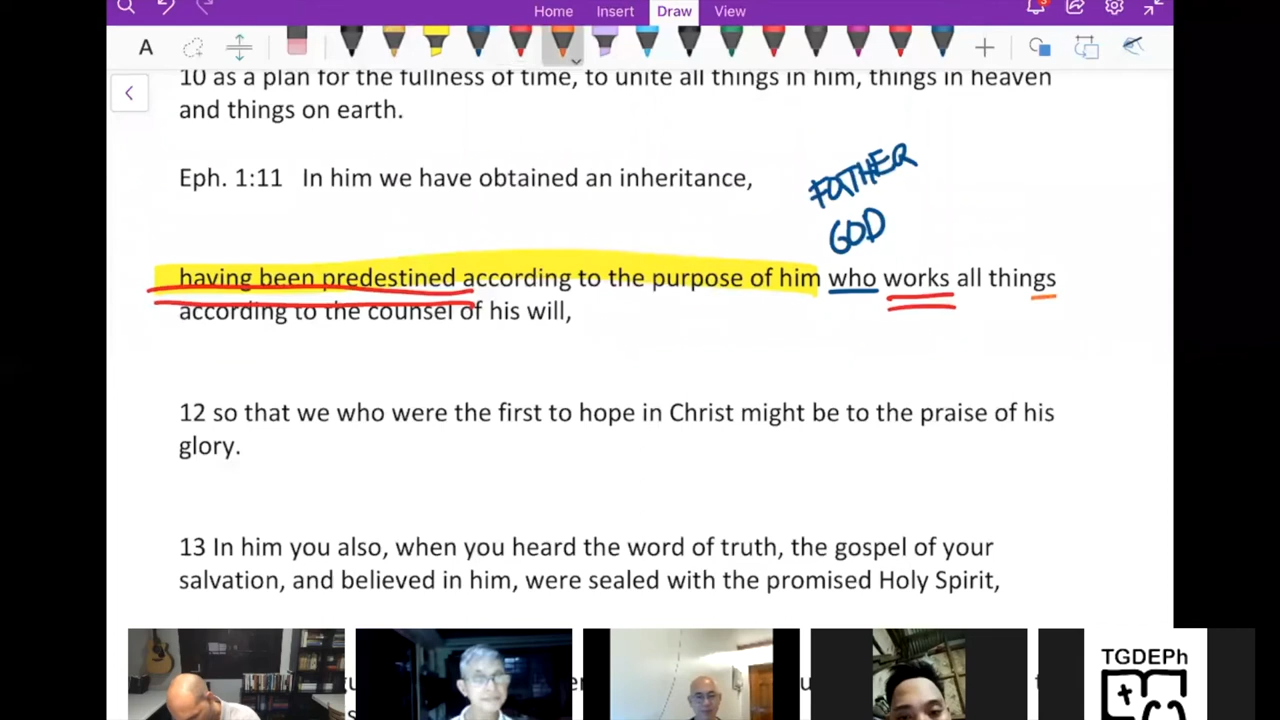 Home Insert Draw View
A
10 as a plan for the fullness of time, to unite all things in him, things in heaven
and things on earth.
FATHER
Eph. 1:11 In him we have obtained an inheritance,
GOD
having been predestined according to the purpose of him who works all things
according to the counsel of his will,
12 so that we who were the first to hope in Christ might be to the praise of his
glory.
13 In him you also, when you heard the word of truth, the gospel of your
salvation, and believed in him, were sealed with the promised Holy Spirit,
TGDEPh